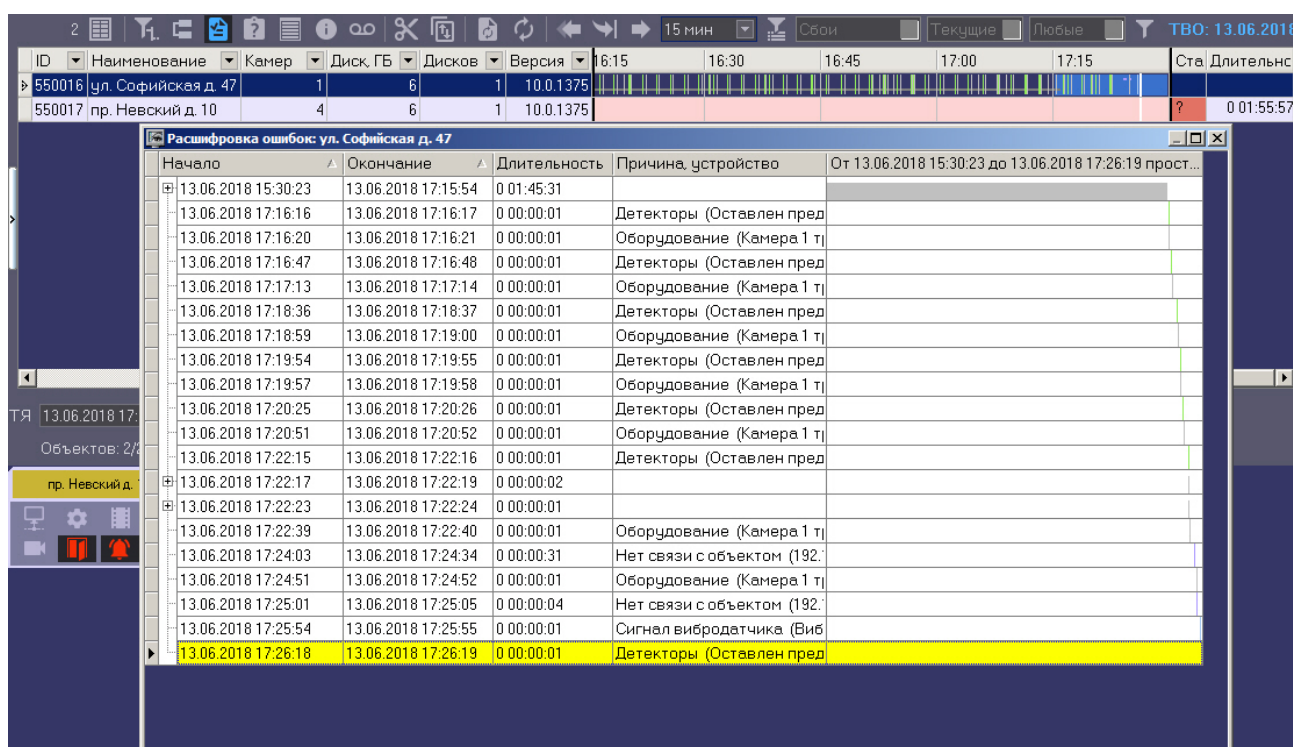 2 15 мин Сбои Текущие Любые ТВО: 13.06.2018
ID Наименование Камер Диск, ГБ Дисков Версия 16:15 16:30 16:45 17:00 17:15 Ста Длительнс
550016 ул. Софийская д. 47 1 6 1 10.0.1375
550017 пр. Невский д. 10 4 6 1 10.0.1375 ? 0 01:55:57
Расшифровка ошибок: ул. Софийская д. 47
Начало Окончание Длительность Причина, устройство От 13.06.2018 15:30:23 до 13.06.2018 17:26:19 прост...
13.06.2018 15:30:23 13.06.2018 17:15:54 0 01:45:31
13.06.2018 17:16:16 13.06.2018 17:16:17 0 00:00:01 Детекторы (Оставлен пред
13.06.2018 17:16:20 13.06.2018 17:16:21 0 00:00:01 Оборудование (Камера 1 т
13.06.2018 17:16:47 13.06.2018 17:16:48 0 00:00:01 Детекторы (Оставлен пред
13.06.2018 17:17:13 13.06.2018 17:17:14 0 00:00:01 Оборудование (Камера 1 т
13.06.2018 17:18:36 13.06.2018 17:18:37 0 00:00:01 Детекторы (Оставлен пред
13.06.2018 17:18:59 13.06.2018 17:19:00 0 00:00:01 Оборудование (Камера 1 т
13.06.2018 17:19:54 13.06.2018 17:19:55 0 00:00:01 Детекторы (Оставлен пред
13.06.2018 17:19:57 13.06.2018 17:19:58 0 00:00:01 Оборудование (Камера 1 т
13.06.2018 17:20:25 13.06.2018 17:20:26 0 00:00:01 Детекторы (Оставлен пред
13.06.2018 17:20:51 13.06.2018 17:20:52 0 00:00:01 Оборудование (Камера 1 т
13.06.2018 17:22:15 13.06.2018 17:22:16 0 00:00:01 Детекторы (Оставлен пред
13.06.2018 17:22:17 13.06.2018 17:22:19 0 00:00:02
13.06.2018 17:22:23 13.06.2018 17:22:24 0 00:00:01
13.06.2018 17:22:39 13.06.2018 17:22:40 0 00:00:01 Оборудование (Камера 1 т
13.06.2018 17:24:03 13.06.2018 17:24:34 0 00:00:31 Нет связи с объектом (192.
13.06.2018 17:24:51 13.06.2018 17:24:52 0 00:00:01 Оборудование (Камера 1 т
13.06.2018 17:25:01 13.06.2018 17:25:05 0 00:00:04 Нет связи с объектом (192.
13.06.2018 17:25:54 13.06.2018 17:25:55 0 00:00:01 Сигнал вибродатчика (Виб
13.06.2018 17:26:18 13.06.2018 17:26:19 0 00:00:01 Детекторы (Оставлен пред
ТЯ 13.06.2018 17:
Объектов: 2/2
пр. Невский д.